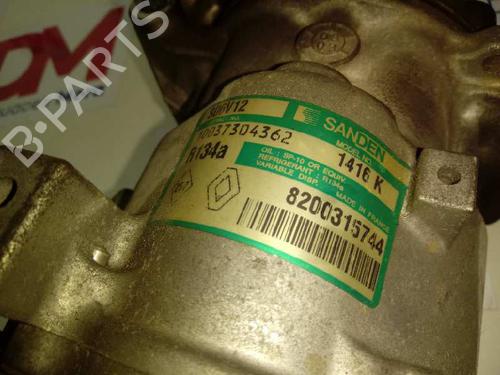 SANDEN
SD6V12
MODEL NO.
1416 K
10037304362
R134a
OIL : SP-10 OR EQUIV.
REFRIGERANT : R134a
VARIABLE DISP.
MADE IN FRANCE
8200315744
B-PARTS